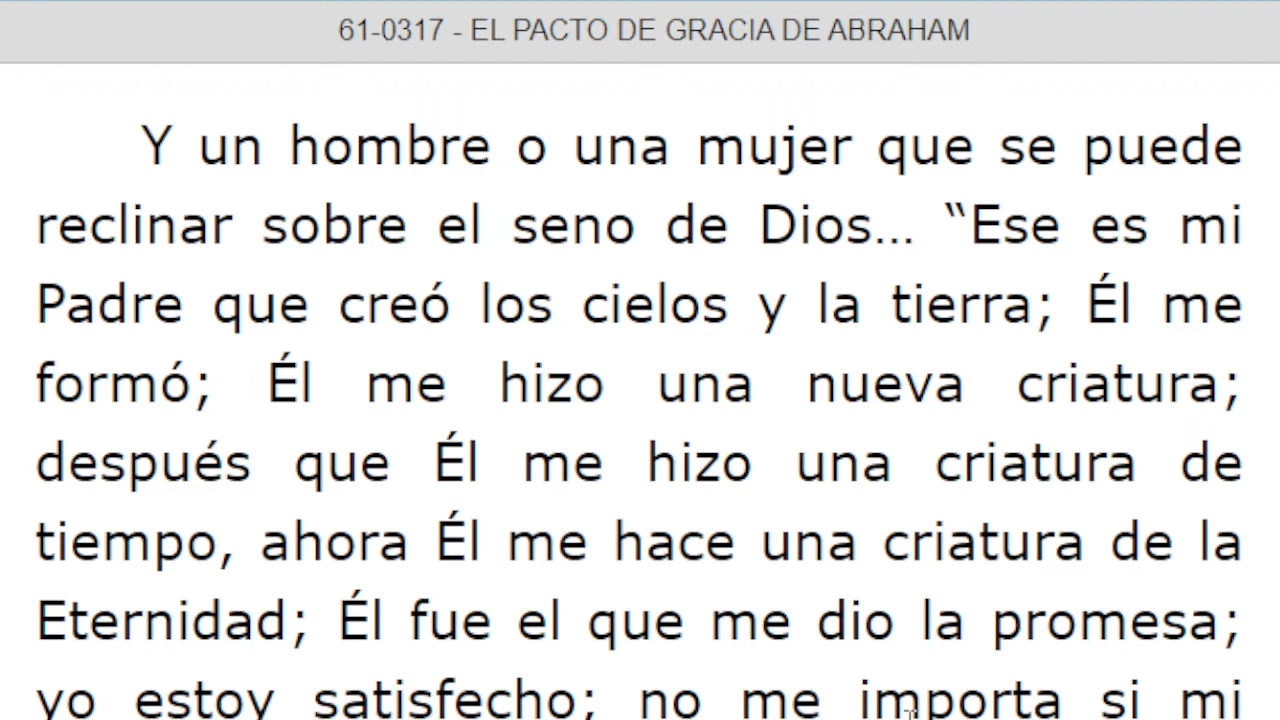 61-0317 - EL PACTO DE GRACIA DE ABRAHAM
Y un hombre o una mujer que se puede
reclinar sobre el seno de Dios... “Ese es mi
Padre que creó los cielos y la tierra; Él me
formó; Él me hizo una nueva criatura;
después que Él me hizo una criatura de
tiempo, ahora Él me hace una criatura de la
Eternidad; Él fue el que me dio la promesa;
yo estoy satisfecho; no me importa si mi